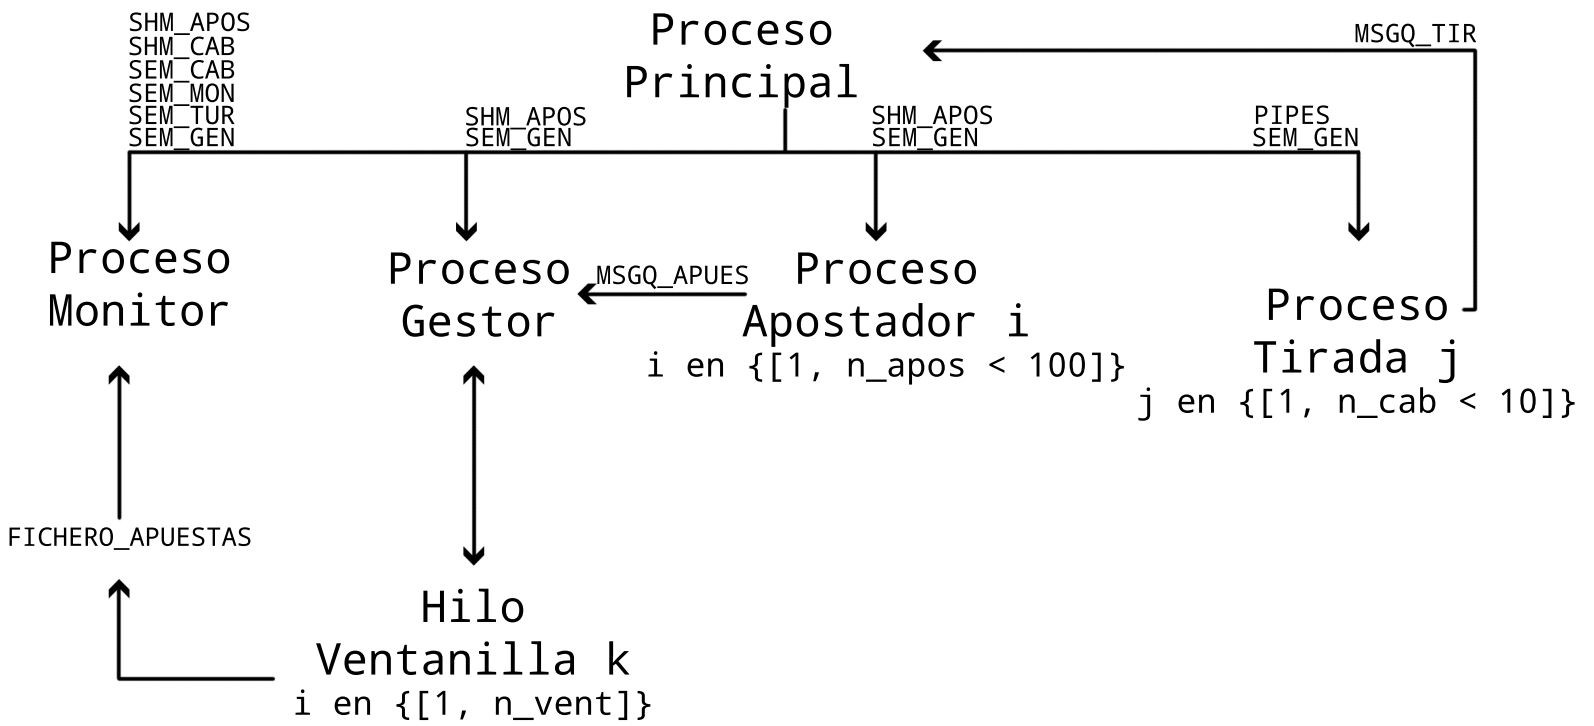 SHM_APOS
SHM_CAB
SEM_CAB
SEM_MON
SEM_TUR
SEM_GEN
Proceso
Principal
MSGQ_TIR
SHM_APOS
SEM_GEN
SHM_APOS
SEM_GEN
PIPES
SEM_GEN
Proceso
Monitor
Proceso
Gestor
MSGQ_APUES
Proceso
Apostador i
i en {[1, n_apos < 100]}
Proceso
Tirada j
j en {[1, n_cab < 10]}
FICHERO_APUESTAS
Hilo
Ventanilla k
i en {[1, n_vent]}